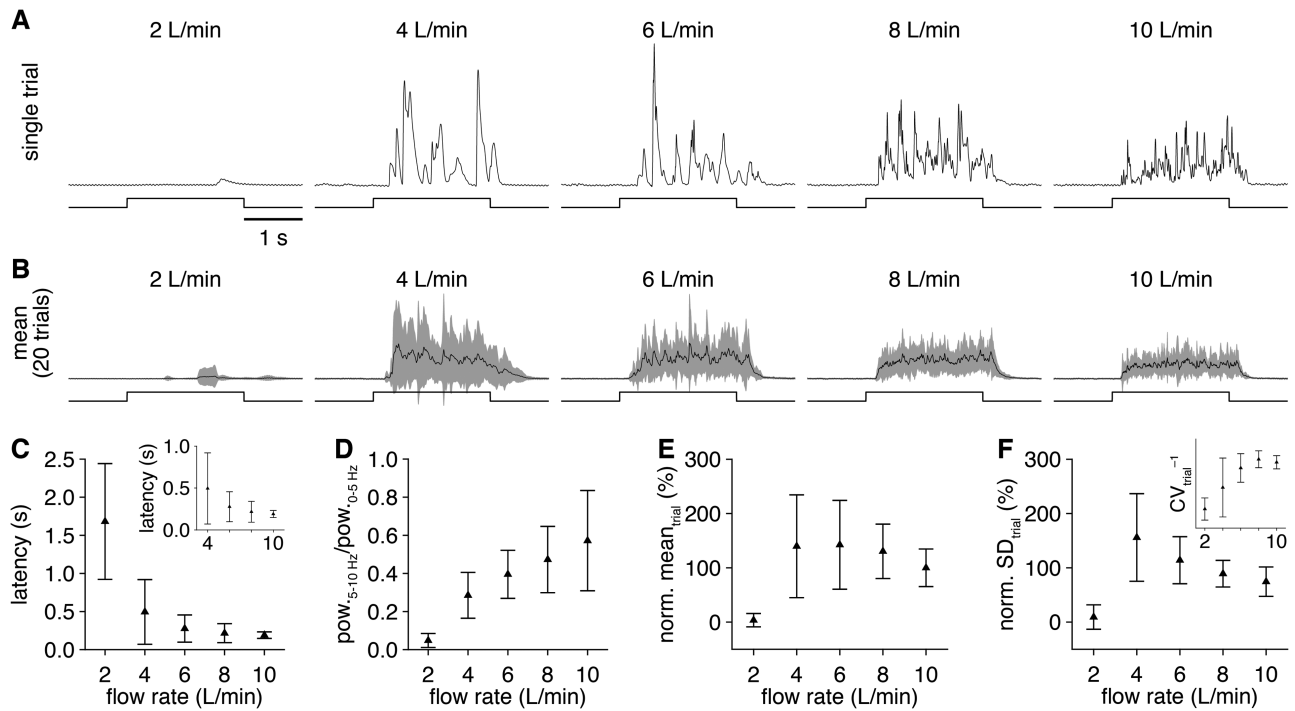 A
2 L/min 4 L/min 6 L/min 8 L/min 10 L/min
single trial
1 s
B
2 L/min 4 L/min 6 L/min 8 L/min 10 L/min
mean
(20 trials)
C
latency (s)
2.5
2.0
1.5
1.0
0.5
0.0
2 4 6 8 10
flow rate (L/min)
latency (s)
1.0
0.5
0.0
4 10
D
pow.5-10 Hz/pow.0-5 Hz
1.0
0.8
0.6
0.4
0.2
0.0
2 4 6 8 10
flow rate (L/min)
E
norm. meantrial (%)
300
200
100
0
2 4 6 8 10
flow rate (L/min)
F
norm. SDtrial (%)
300
200
100
0
2 4 6 8 10
flow rate (L/min)
CVtrial−1
2 10